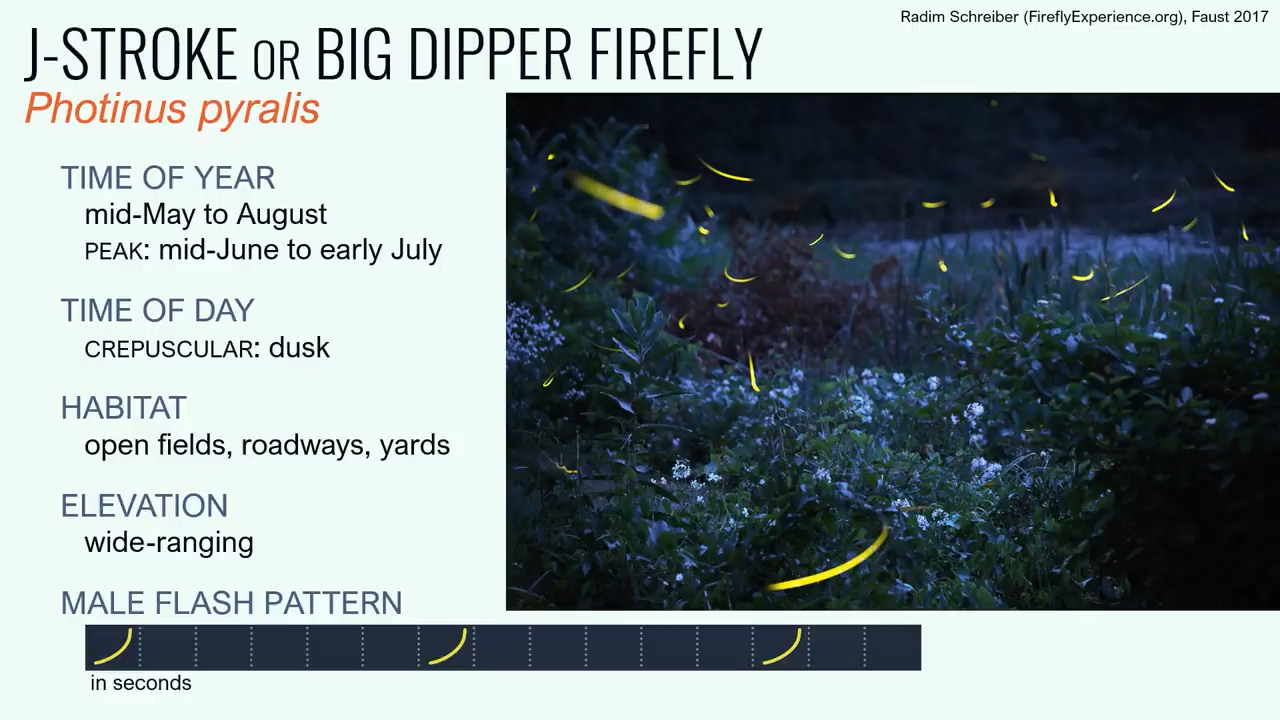 Radim Schreiber (FireflyExperience.org), Faust 2017
J-STROKE OR BIG DIPPER FIREFLY
Photinus pyralis
TIME OF YEAR
mid-May to August
PEAK: mid-June to early July
TIME OF DAY
CREPUSCULAR: dusk
HABITAT
open fields, roadways, yards
ELEVATION
wide-ranging
MALE FLASH PATTERN
in seconds